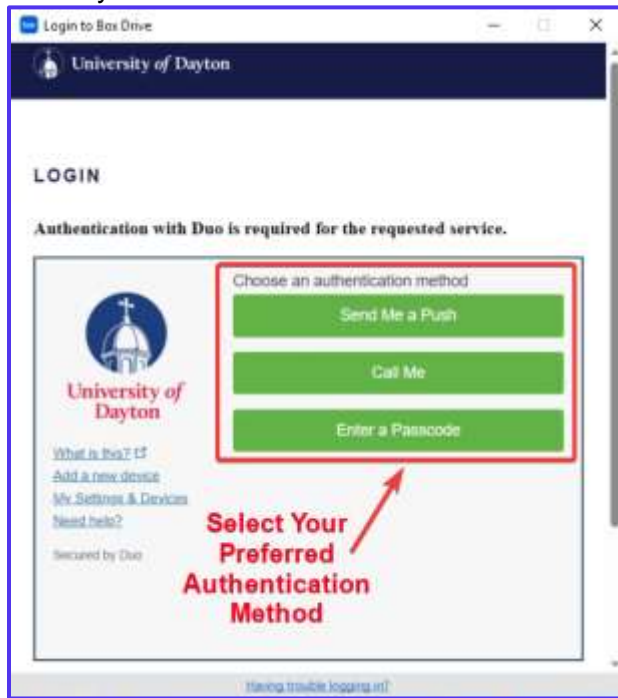 Login to Box Drive
University of Dayton
LOGIN
Authentication with Duo is required for the requested service.
Choose an authentication method
Send Me a Push
Call Me
Enter a Passcode
University of
Dayton
What is this?
Add a new device
My Settings & Devices
Need help?
Secured by Duo
Select Your
Preferred
Authentication
Method
Having trouble logging in?